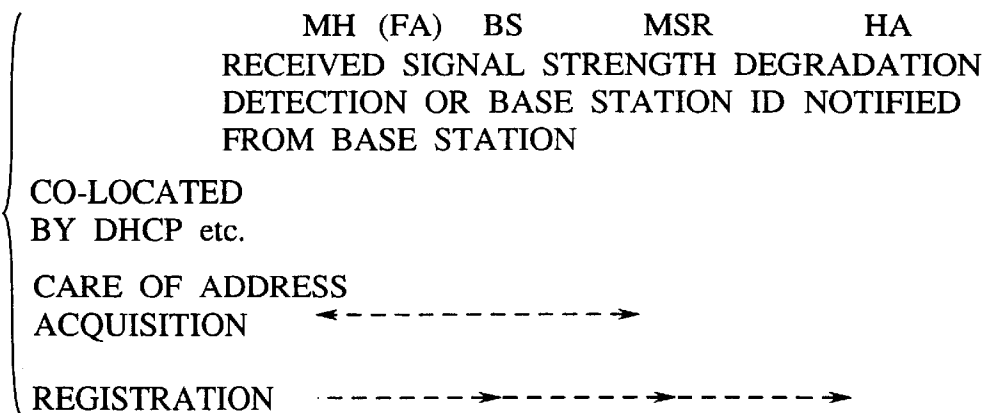 MH (FA) BS MSR HA
RECEIVED SIGNAL STRENGTH DEGRADATION
DETECTION OR BASE STATION ID NOTIFIED
FROM BASE STATION
CO-LOCATED
BY DHCP etc.
CARE OF ADDRESS
ACQUISITION
REGISTRATION